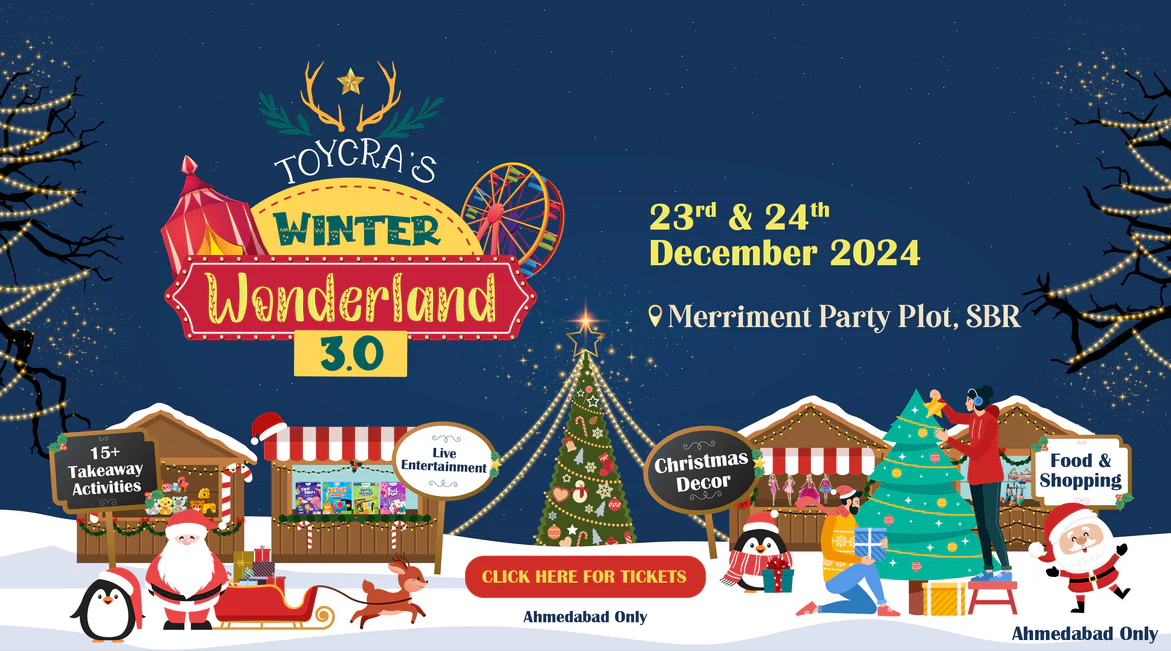 TOYCRA'S
WINTER
Wonderland
3.0
23rd & 24th
December 2024
Merriment Party Plot, SBR
15+
Takeaway
Activities
Live
Entertainment
Christmas
Decor
Food &
Shopping
CLICK HERE FOR TICKETS
Ahmedabad Only
Ahmedabad Only